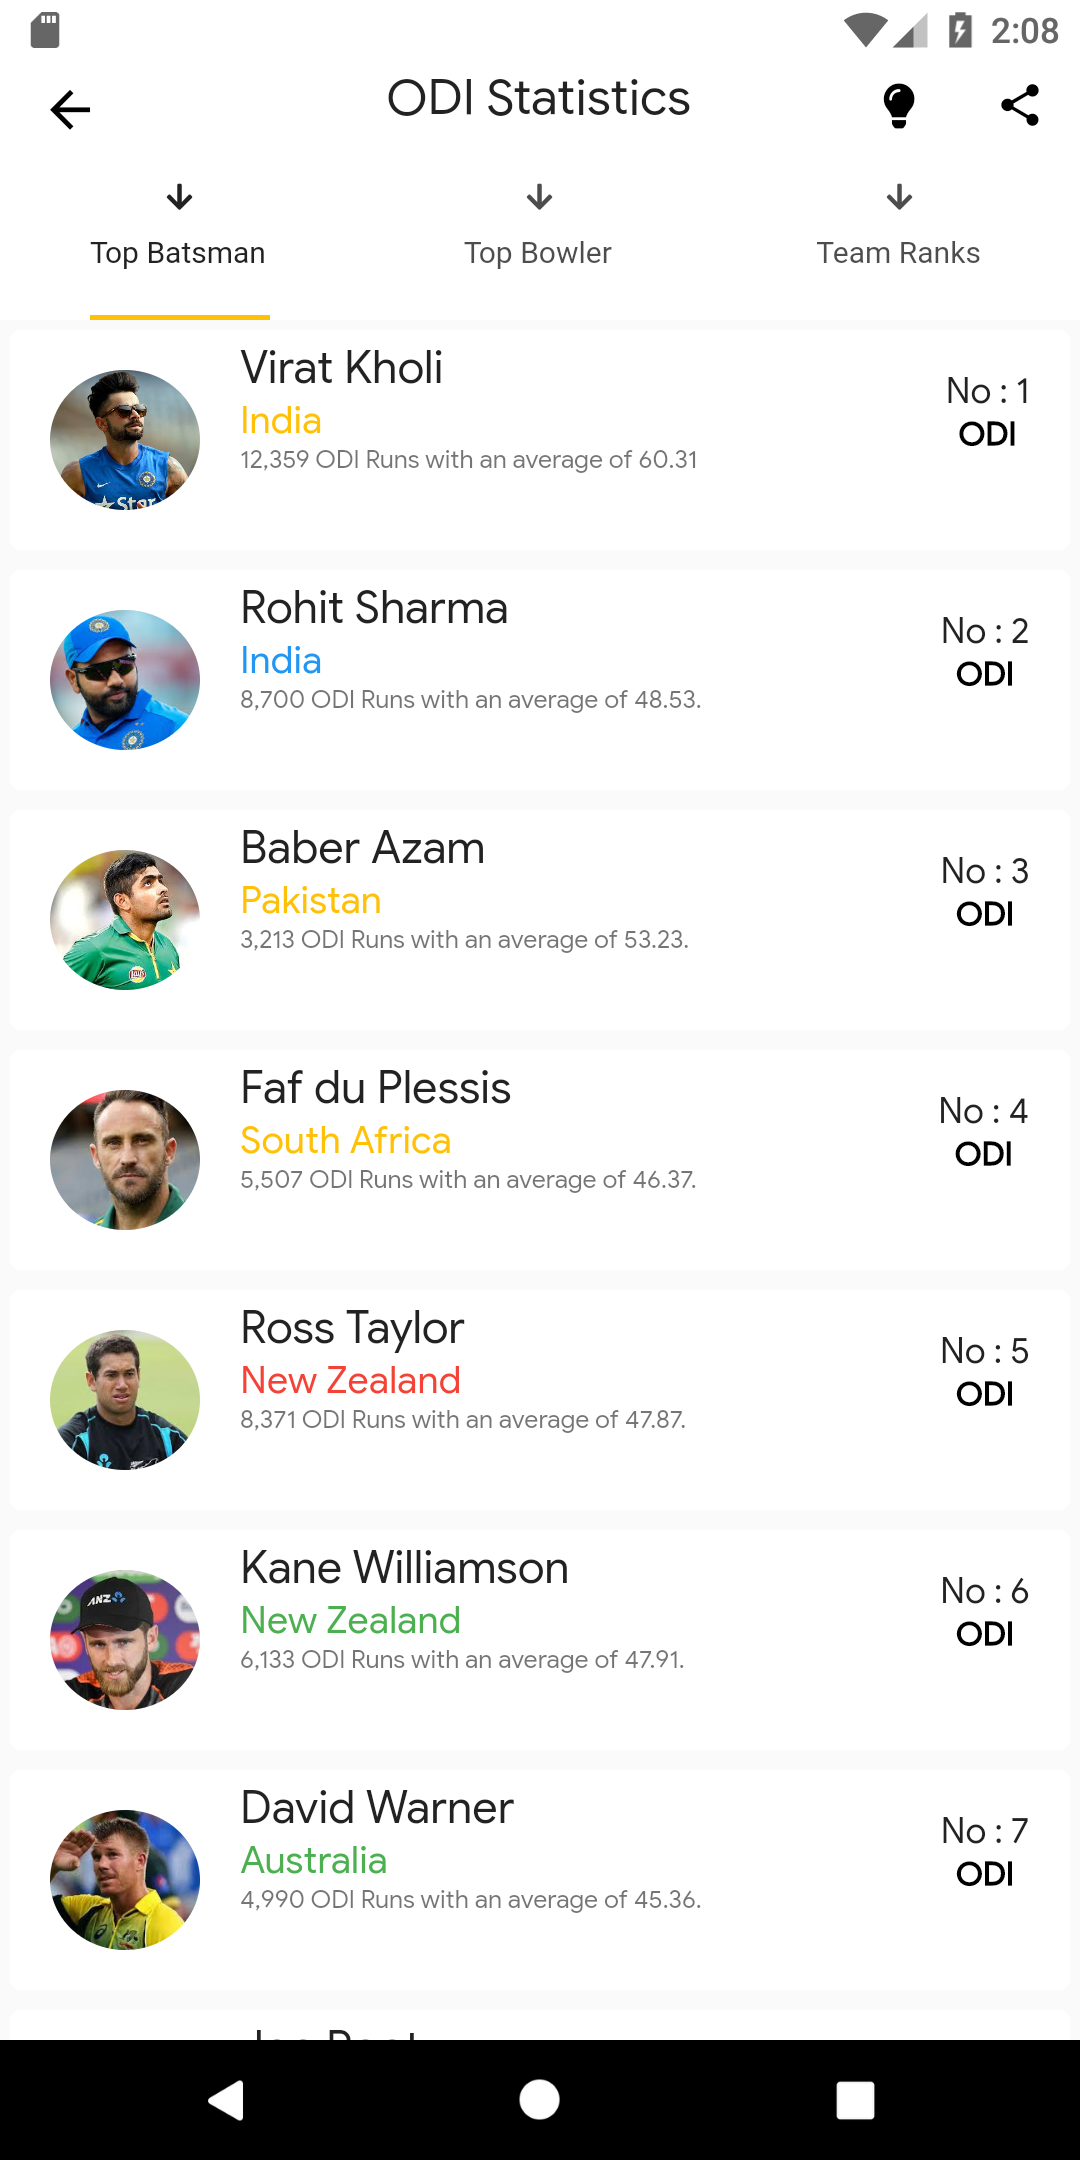 2:08
ODI Statistics
Top Batsman
Top Bowler
Team Ranks
Virat Kholi
India
12,359 ODI Runs with an average of 60.31
No : 1
ODI
Star
Rohit Sharma
India
8,700 ODI Runs with an average of 48.53.
No : 2
ODI
Baber Azam
Pakistan
3,213 ODI Runs with an average of 53.23.
No : 3
ODI
Faf du Plessis
South Africa
5,507 ODI Runs with an average of 46.37.
No : 4
ODI
Ross Taylor
New Zealand
8,371 ODI Runs with an average of 47.87.
No : 5
ODI
Kane Williamson
New Zealand
6,133 ODI Runs with an average of 47.91.
No : 6
ODI
ANZ
David Warner
Australia
4,990 ODI Runs with an average of 45.36.
No : 7
ODI